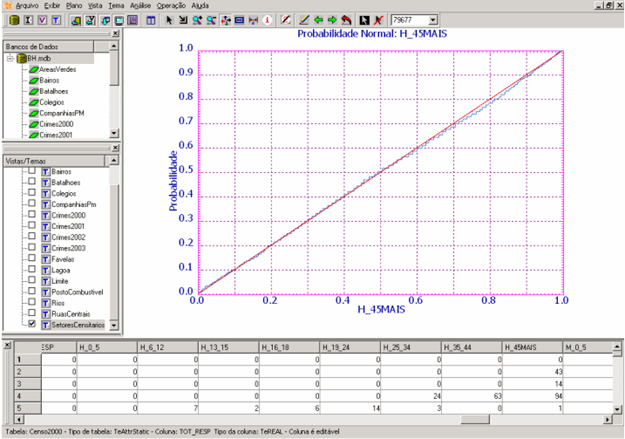 Arquivo Exibir Plano Vista Tema Análise Operação Ajuda
79677
Bancos de Dados
BH.mdb
AreasVerdes
Bairros
Batalhoes
Colegios
CompanhiasPM
Crimes2000
Crimes2001
Vistas/Temas
Bairros
Batalhoes
Colegios
CompanhiasPm
Crimes2000
Crimes2001
Crimes2002
Crimes2003
Favelas
Lagoa
Limite
PostoCombustivel
Rios
RuasCentrais
SetoresCensitarios
Probabilidade Normal: H_45MAIS
Probabilidade
1.0
0.9
0.8
0.7
0.6
0.5
0.4
0.3
0.2
0.1
0.0
0.0 0.2 0.4 0.6 0.8 1.0
H_45MAIS
ESP H_0_5 H_6_12 H_13_15 H_16_18 H_19_24 H_25_34 H_35_44 H_45MAIS M_0_5
1 0 0 0 0 0 0 0 0 0
2 0 0 0 0 0 0 0 0 43
3 0 0 0 0 0 0 0 0 14
4 0 0 0 0 0 0 24 63 94
5 0 0 7 2 6 14 3 0 1
Tabela: Censo2000 - Tipo de tabela: TeAttrStatic - Coluna: TOT_RESP Tipo da coluna: TeREAL - Coluna é editável